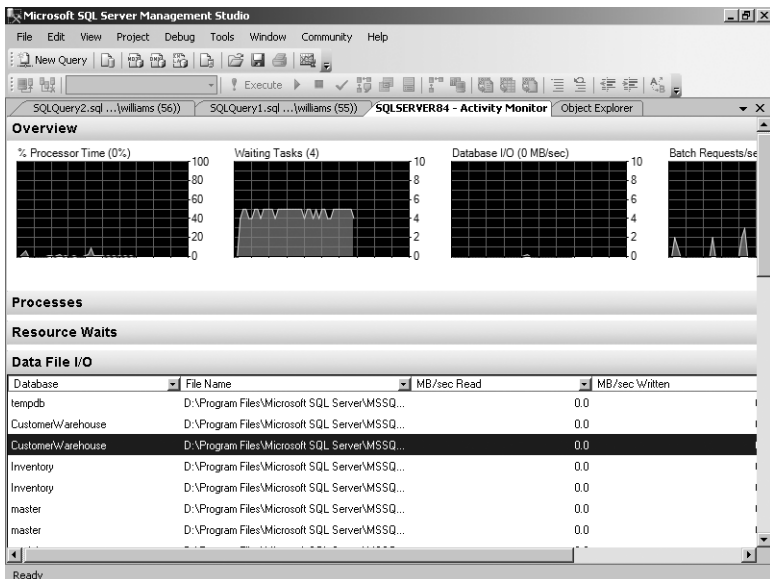 Microsoft SQL Server Management Studio
File Edit View Project Debug Tools Window Community Help
New Query
Execute
SQLQuery2.sql ...\williams (56)) SQLQuery1.sql ...\williams (55)) SQLSERVER84 - Activity Monitor Object Explorer
Overview
% Processor Time (0%) Waiting Tasks (4) Database I/O (0 MB/sec) Batch Requests/se
100 10 10
80 8 8
60 6 6
40 4 4
20 2 2
0 0 0
Processes
Resource Waits
Data File I/O
Database File Name MB/sec Read MB/sec Written
tempdb D:\Program Files\Microsoft SQL Server\MSSQ... 0.0
CustomerWarehouse D:\Program Files\Microsoft SQL Server\MSSQ... 0.0
CustomerWarehouse D:\Program Files\Microsoft SQL Server\MSSQ... 0.0
Inventory D:\Program Files\Microsoft SQL Server\MSSQ... 0.0
Inventory D:\Program Files\Microsoft SQL Server\MSSQ... 0.0
master D:\Program Files\Microsoft SQL Server\MSSQ... 0.0
master D:\Program Files\Microsoft SQL Server\MSSQ... 0.0
Ready